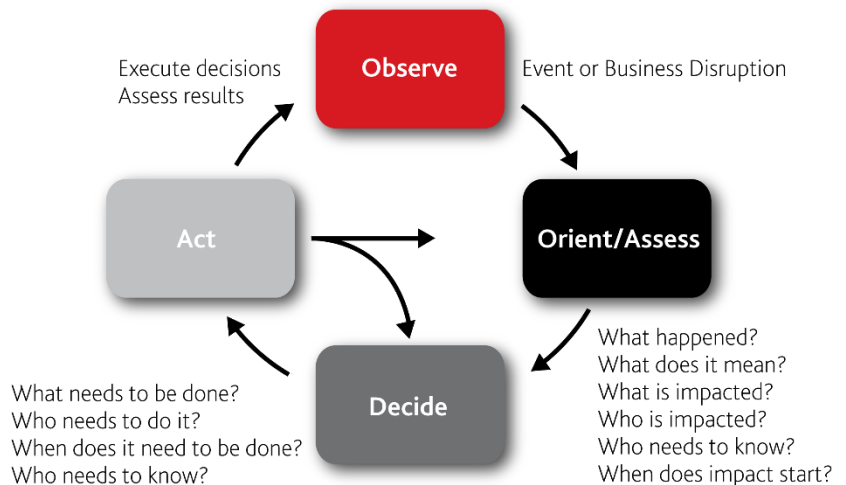 Observe
Execute decisions
Assess results
Event or Business Disruption
Act
Orient/Assess
Decide
What happened?
What does it mean?
What is impacted?
Who is impacted?
Who needs to know?
When does impact start?
What needs to be done?
Who needs to do it?
When does it need to be done?
Who needs to know?